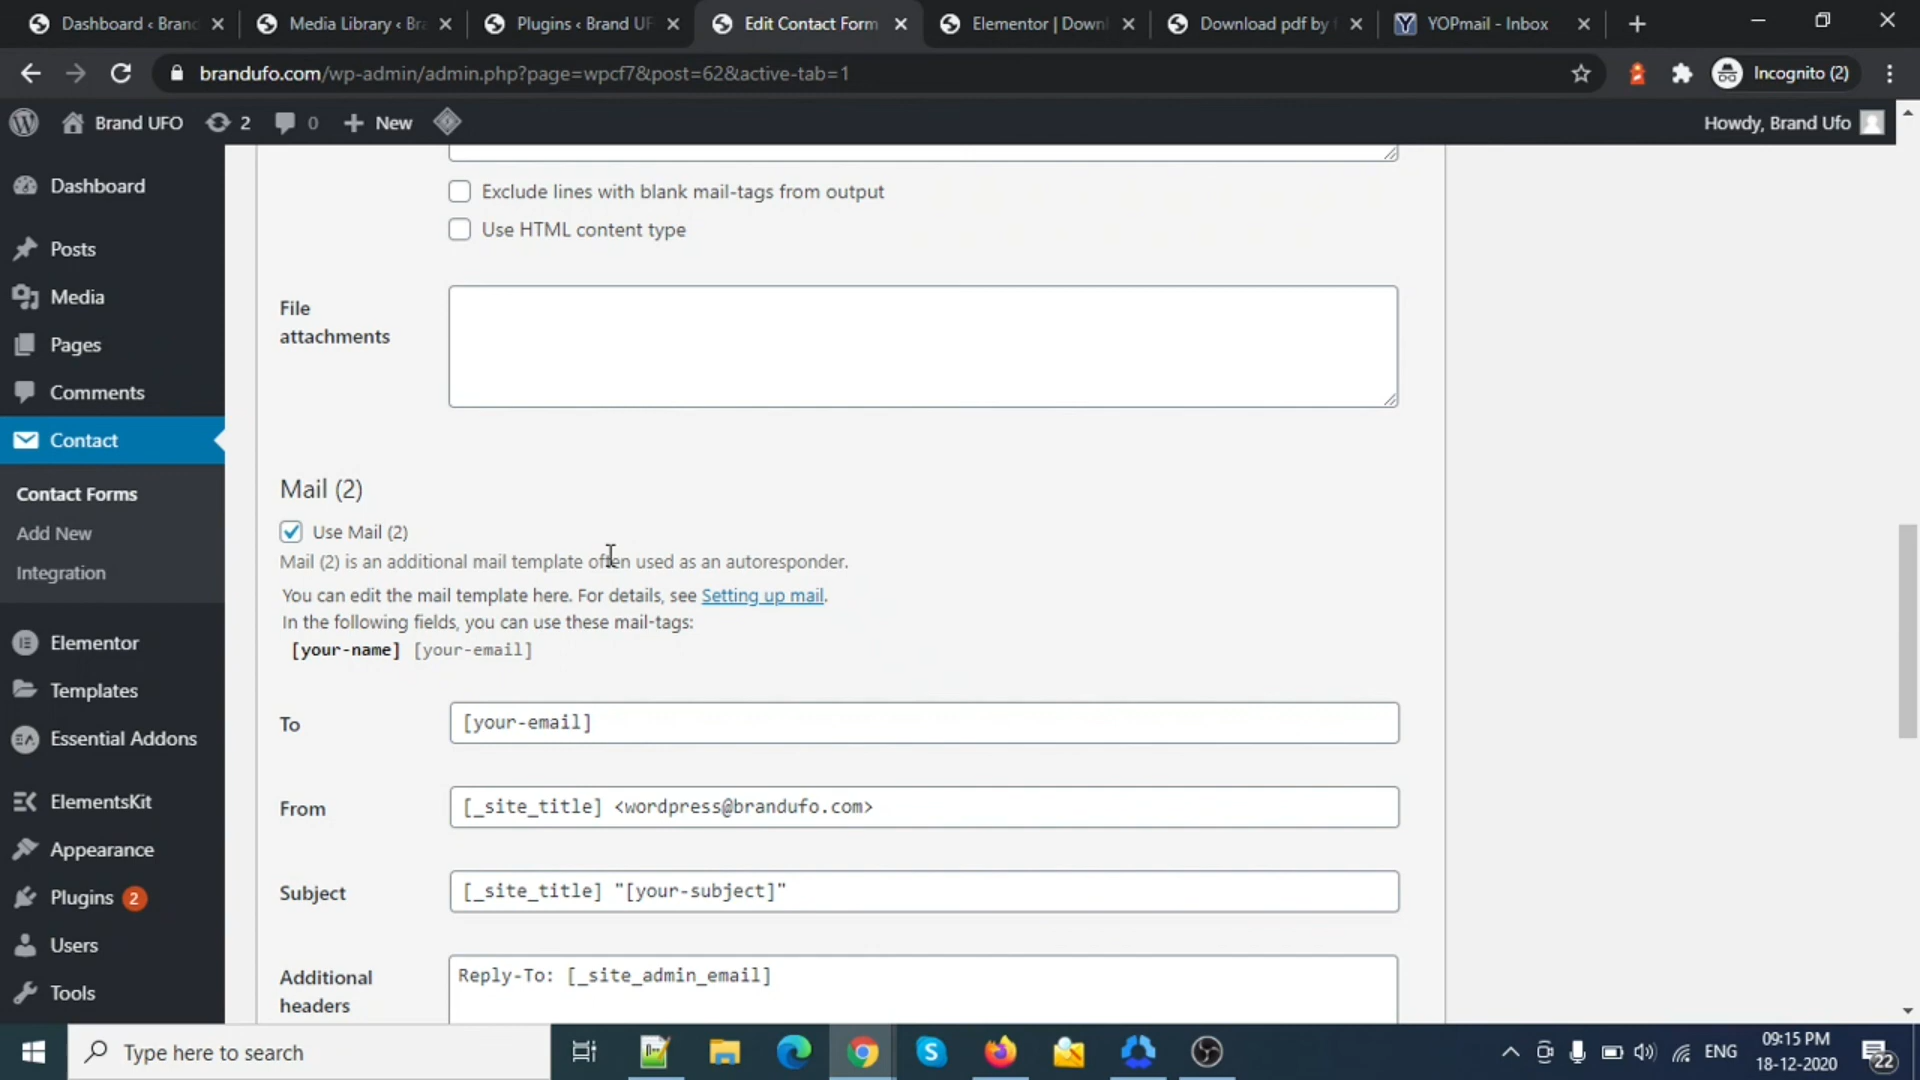 Dashboard ‹ Brand
Media Library ‹ Bra
Plugins ‹ Brand UF
Edit Contact Form
Elementor | Downl
Download pdf by f
YOPmail - Inbox
brandufo.com/wp-admin/admin.php?page=wpcf7&post=62&active-tab=1
Incognito (2)
Brand UFO
2
0
New
Howdy, Brand Ufo
Dashboard
Posts
Media
Pages
Comments
Contact
Contact Forms
Add New
Integration
Elementor
Templates
Essential Addons
ElementsKit
Appearance
Plugins 2
Users
Tools
Exclude lines with blank mail-tags from output
Use HTML content type
File
attachments
Mail (2)
Use Mail (2)
Mail (2) is an additional mail template often used as an autoresponder.
You can edit the mail template here. For details, see Setting up mail.
In the following fields, you can use these mail-tags:
[your-name] [your-email]
To
[your-email]
From
[_site_title] <wordpress@brandufo.com>
Subject
[_site_title] "[your-subject]"
Additional
headers
Reply-To: [_site_admin_email]
Type here to search
ENG
09:15 PM
18-12-2020
22